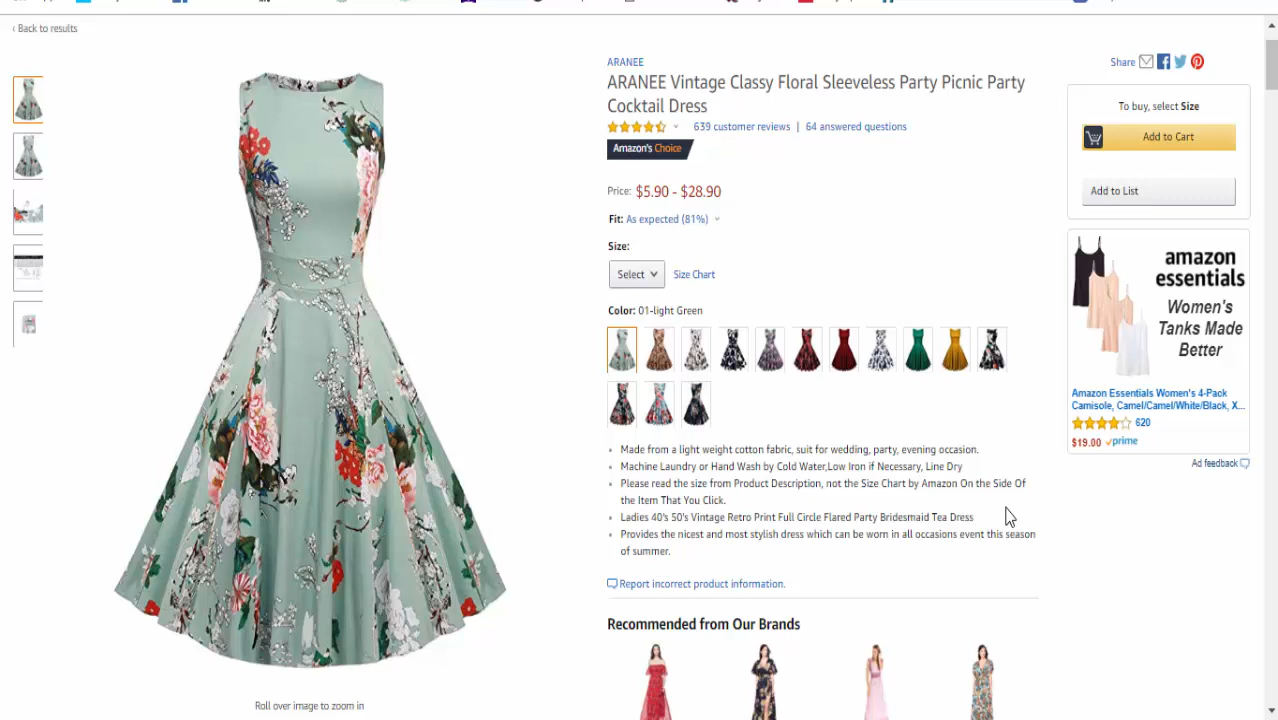 ‹ Back to results
Share
ARANEE
ARANEE Vintage Classy Floral Sleeveless Party Picnic Party
Cocktail Dress
639 customer reviews | 64 answered questions
Amazon's Choice
Price: $5.90 - $28.90
Fit: As expected (81%)
Size:
Select
Size Chart
Color: 01-light Green
• Made from a light weight cotton fabric, suit for wedding, party, evening occasion.
• Machine Laundry or Hand Wash by Cold Water,Low Iron if Necessary, Line Dry
• Please read the size from Product Description, not the Size Chart by Amazon On the Side Of
the Item That You Click.
• Ladies 40's 50's Vintage Retro Print Full Circle Flared Party Bridesmaid Tea Dress
• Provides the nicest and most stylish dress which can be worn in all occasions event this season
of summer.
Report incorrect product information.
Recommended from Our Brands
Roll over image to zoom in
To buy, select Size
Add to Cart
Add to List
amazon
essentials
Women's
Tanks Made
Better
Amazon Essentials Women's 4-Pack
Camisole, Camel/Camel/White/Black, X...
620
$19.00 prime
Ad feedback